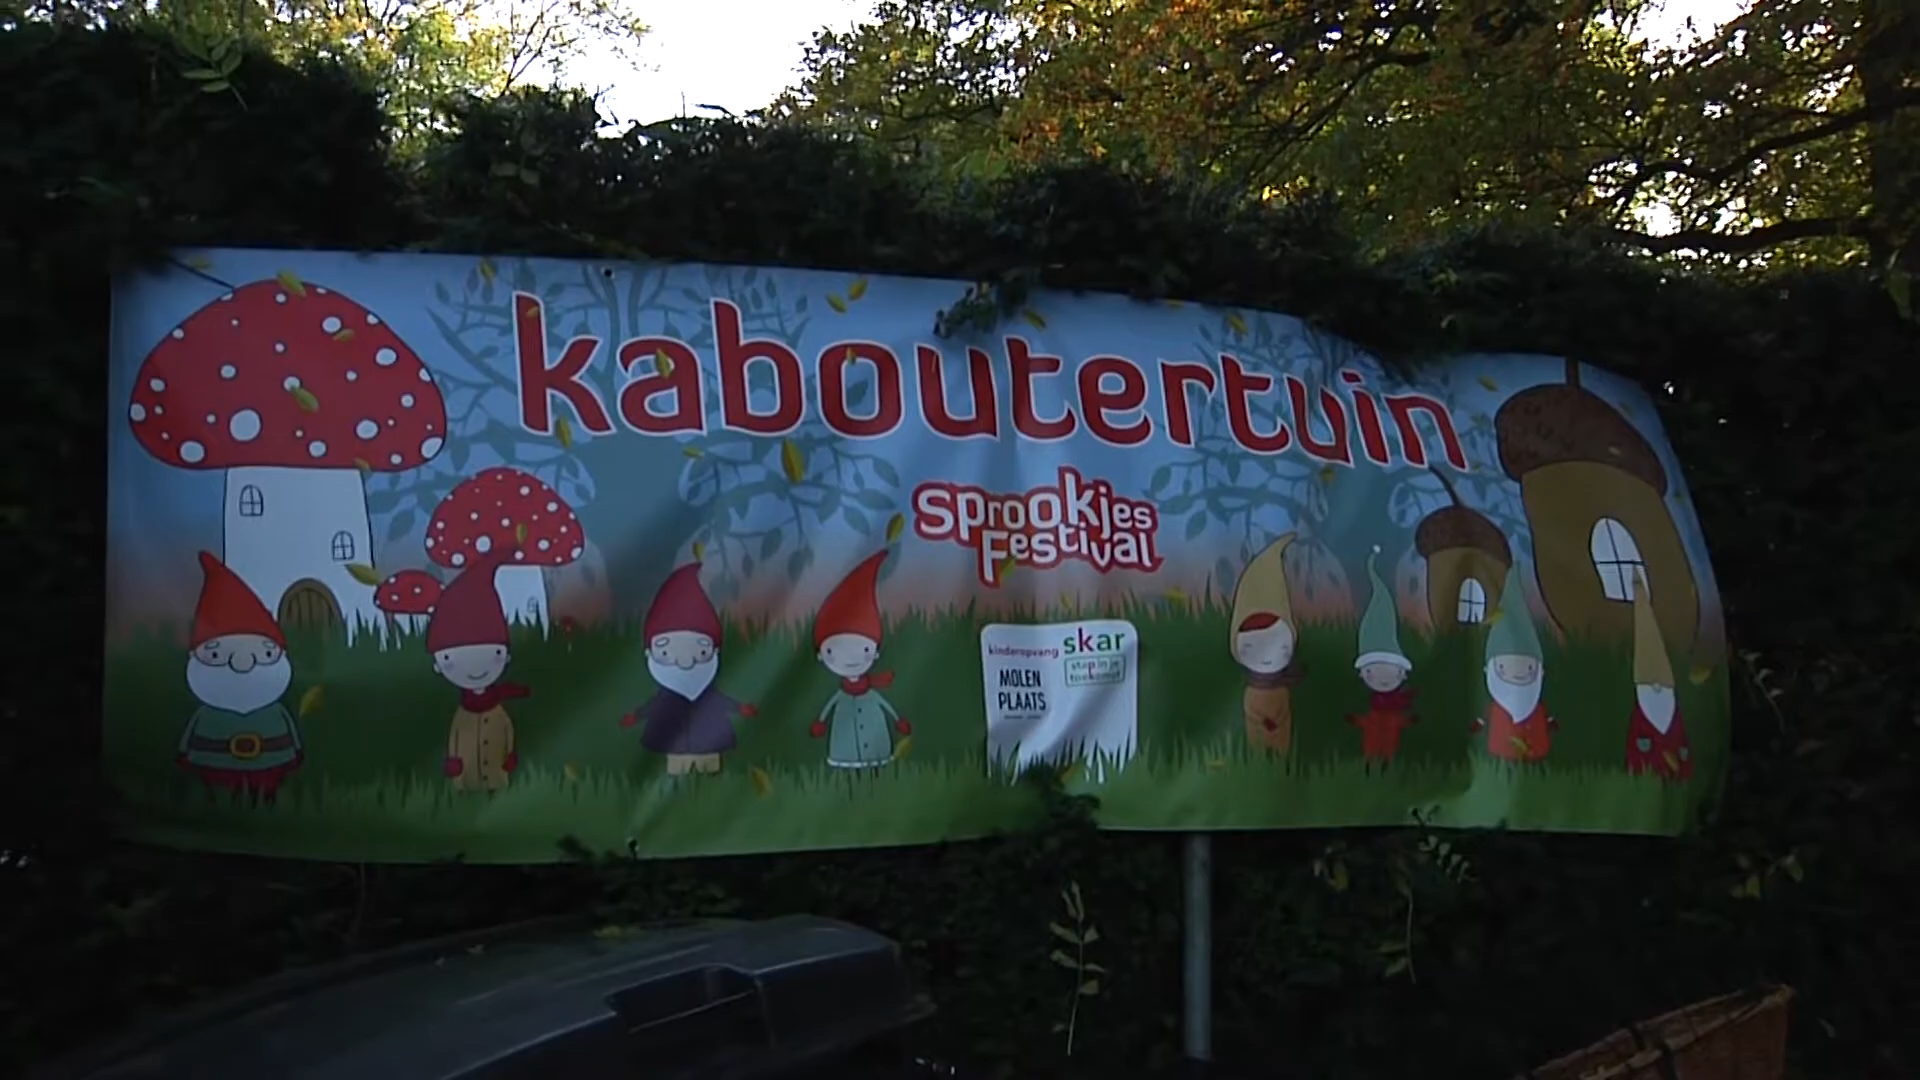 kaboutertuin
Sprookjes
Festival
kinderopvang skar
stap in je
toekomst
MOLEN
PLAATS